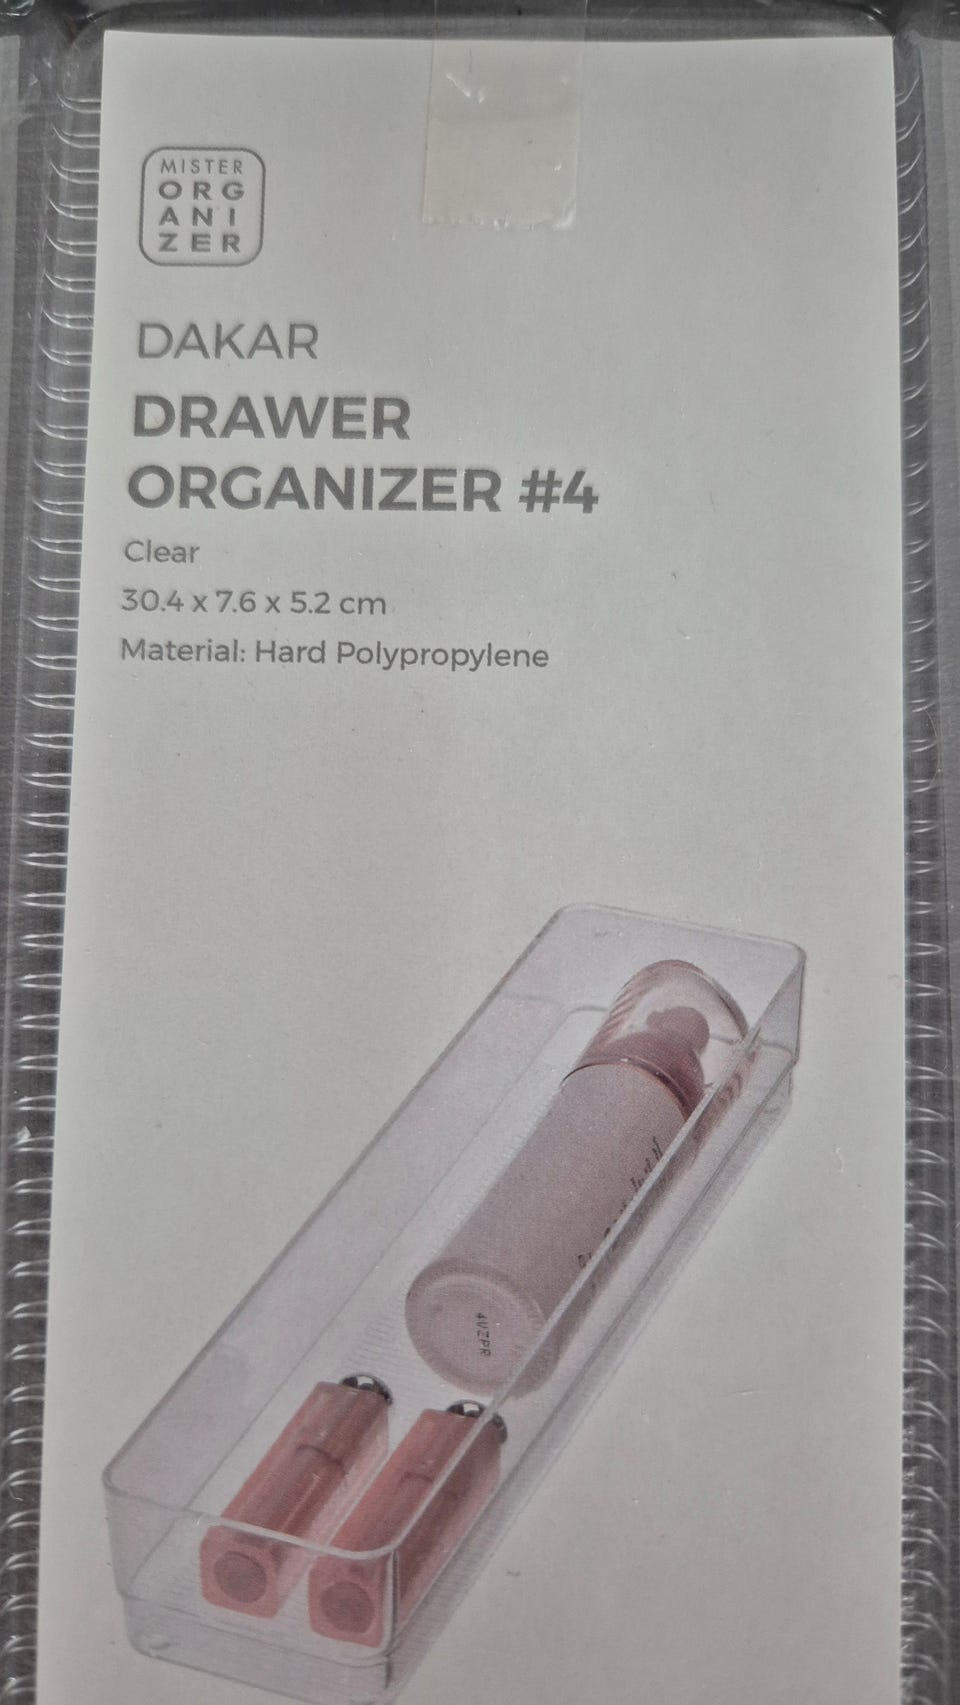 MISTER
ORG
ANI
ZER
DAKAR
DRAWER
ORGANIZER #4
Clear
30.4 x 7.6 x 5.2 cm
Material: Hard Polypropylene